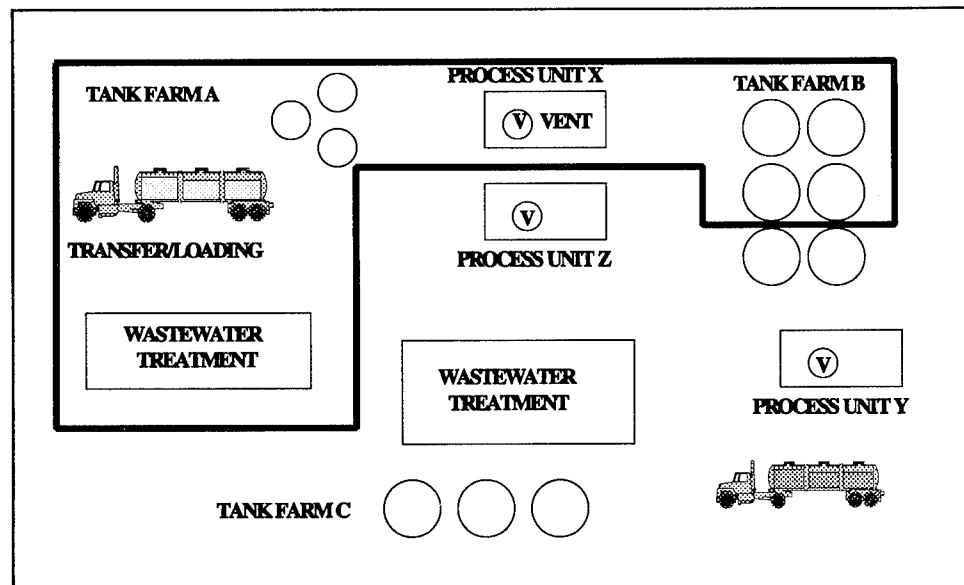 PROCESS UNIT X
TANK FARM A
TANK FARM B
V VENT
TRANSFER/LOADING
V
PROCESS UNIT Z
WASTEWATER
TREATMENT
WASTEWATER
TREATMENT
V
PROCESS UNIT Y
TANK FARM C